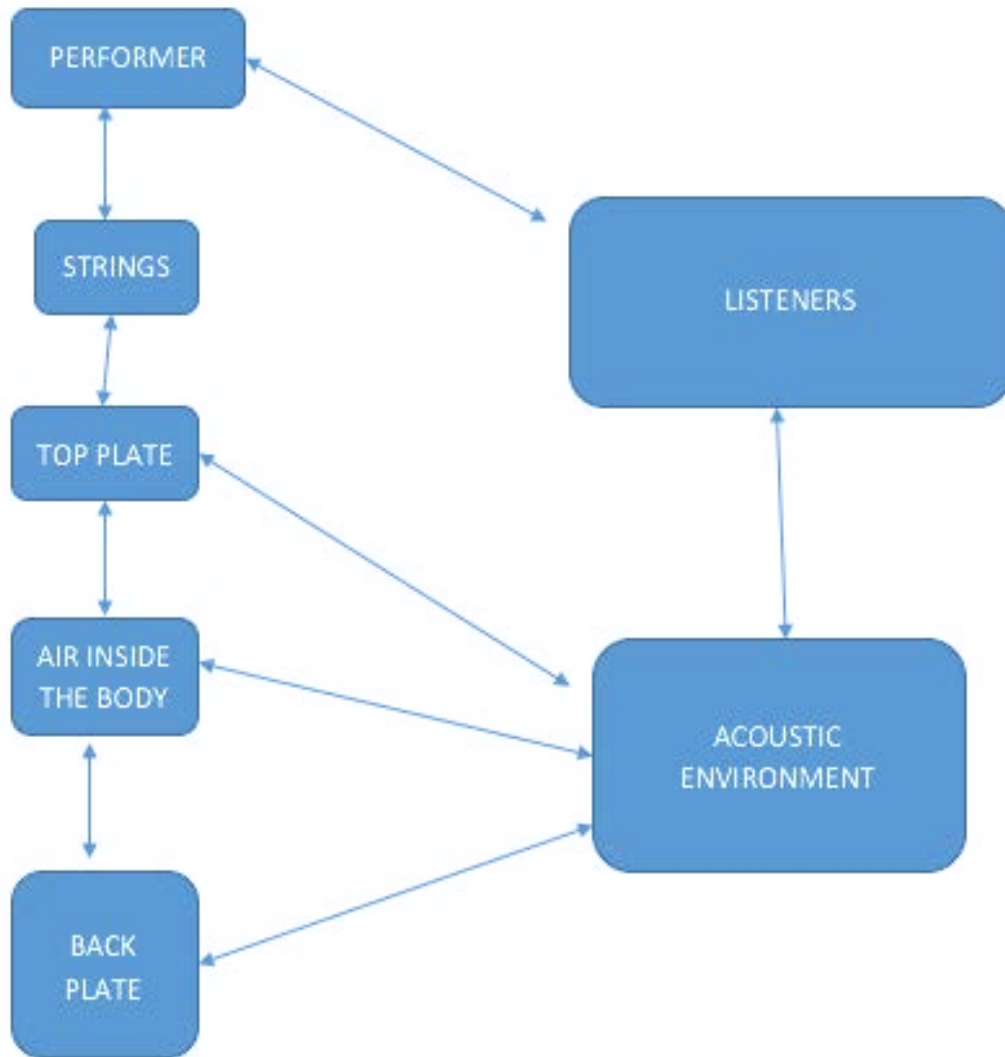 PERFORMER
STRINGS
LISTENERS
TOP PLATE
AIR INSIDE
THE BODY
ACOUSTIC
ENVIRONMENT
BACK
PLATE